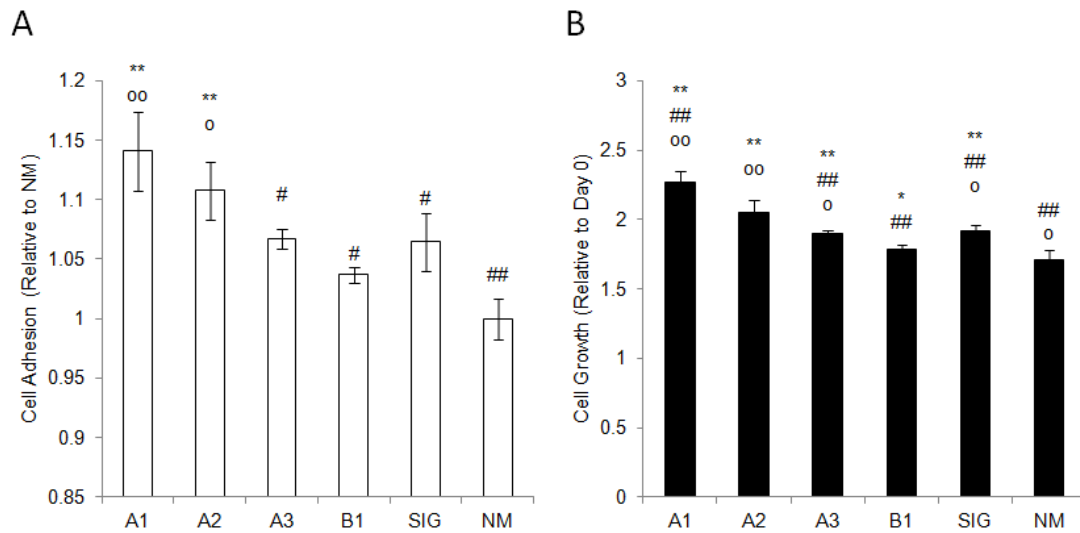 A
Cell Adhesion (Relative to NM)
1.2
1.15
1.1
1.05
1
0.95
0.9
0.85
**
oo
**
o
#
#
#
##
A1 A2 A3 B1 SIG NM
B
Cell Growth (Relative to Day 0)
3
2.5
2
1.5
1
0.5
0
**
##
oo
**
oo
**
##
o
*
##
**
##
o
##
o
A1 A2 A3 B1 SIG NM